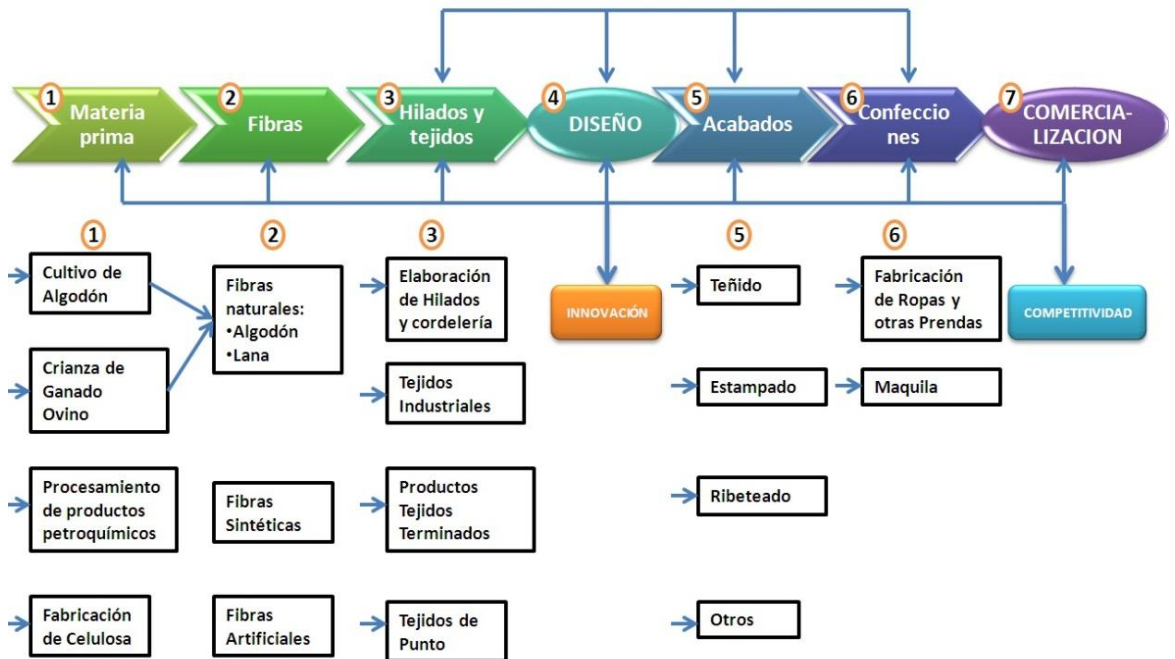 1
Materia
prima
2
Fibras
3
Hilados y
tejidos
4
DISEÑO
5
Acabados
6
Confeccio
nes
7
COMERCIA-
LIZACION
1
Cultivo de
Algodón
Crianza de
Ganado
Ovino
Procesamiento
de productos
petroquímicos
Fabricación
de Celulosa
2
Fibras
naturales:
•Algodón
•Lana
Fibras
Sintéticas
Fibras
Artificiales
3
Elaboración
de Hilados
y cordelería
Tejidos
Industriales
Productos
Tejidos
Terminados
Tejidos de
Punto
INNOVACIÓN
5
Teñido
Estampado
Ribeteado
Otros
6
Fabricación
de Ropas y
otras Prendas
Maquila
COMPETITIVIDAD